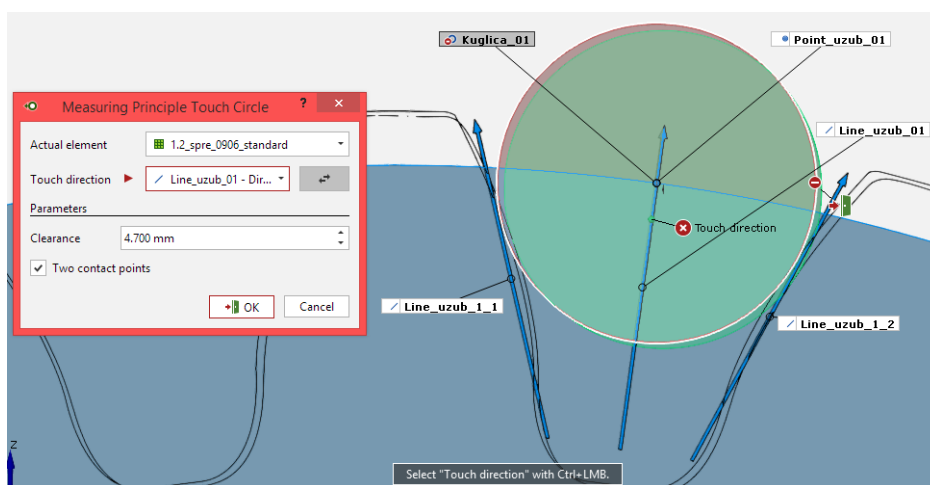 Kuglica_01
Point_uzub_01
Measuring Principle Touch Circle
?
×
Line_uzub_01
Actual element
1.2_spre_0906_standard
Touch direction
Line_uzub_01 - Dir...
Parameters
Touch direction
Clearance
4.700 mm
Two contact points
OK
Cancel
Line_uzub_1_1
Line_uzub_1_2
Z
Select "Touch direction" with Ctrl+LMB.